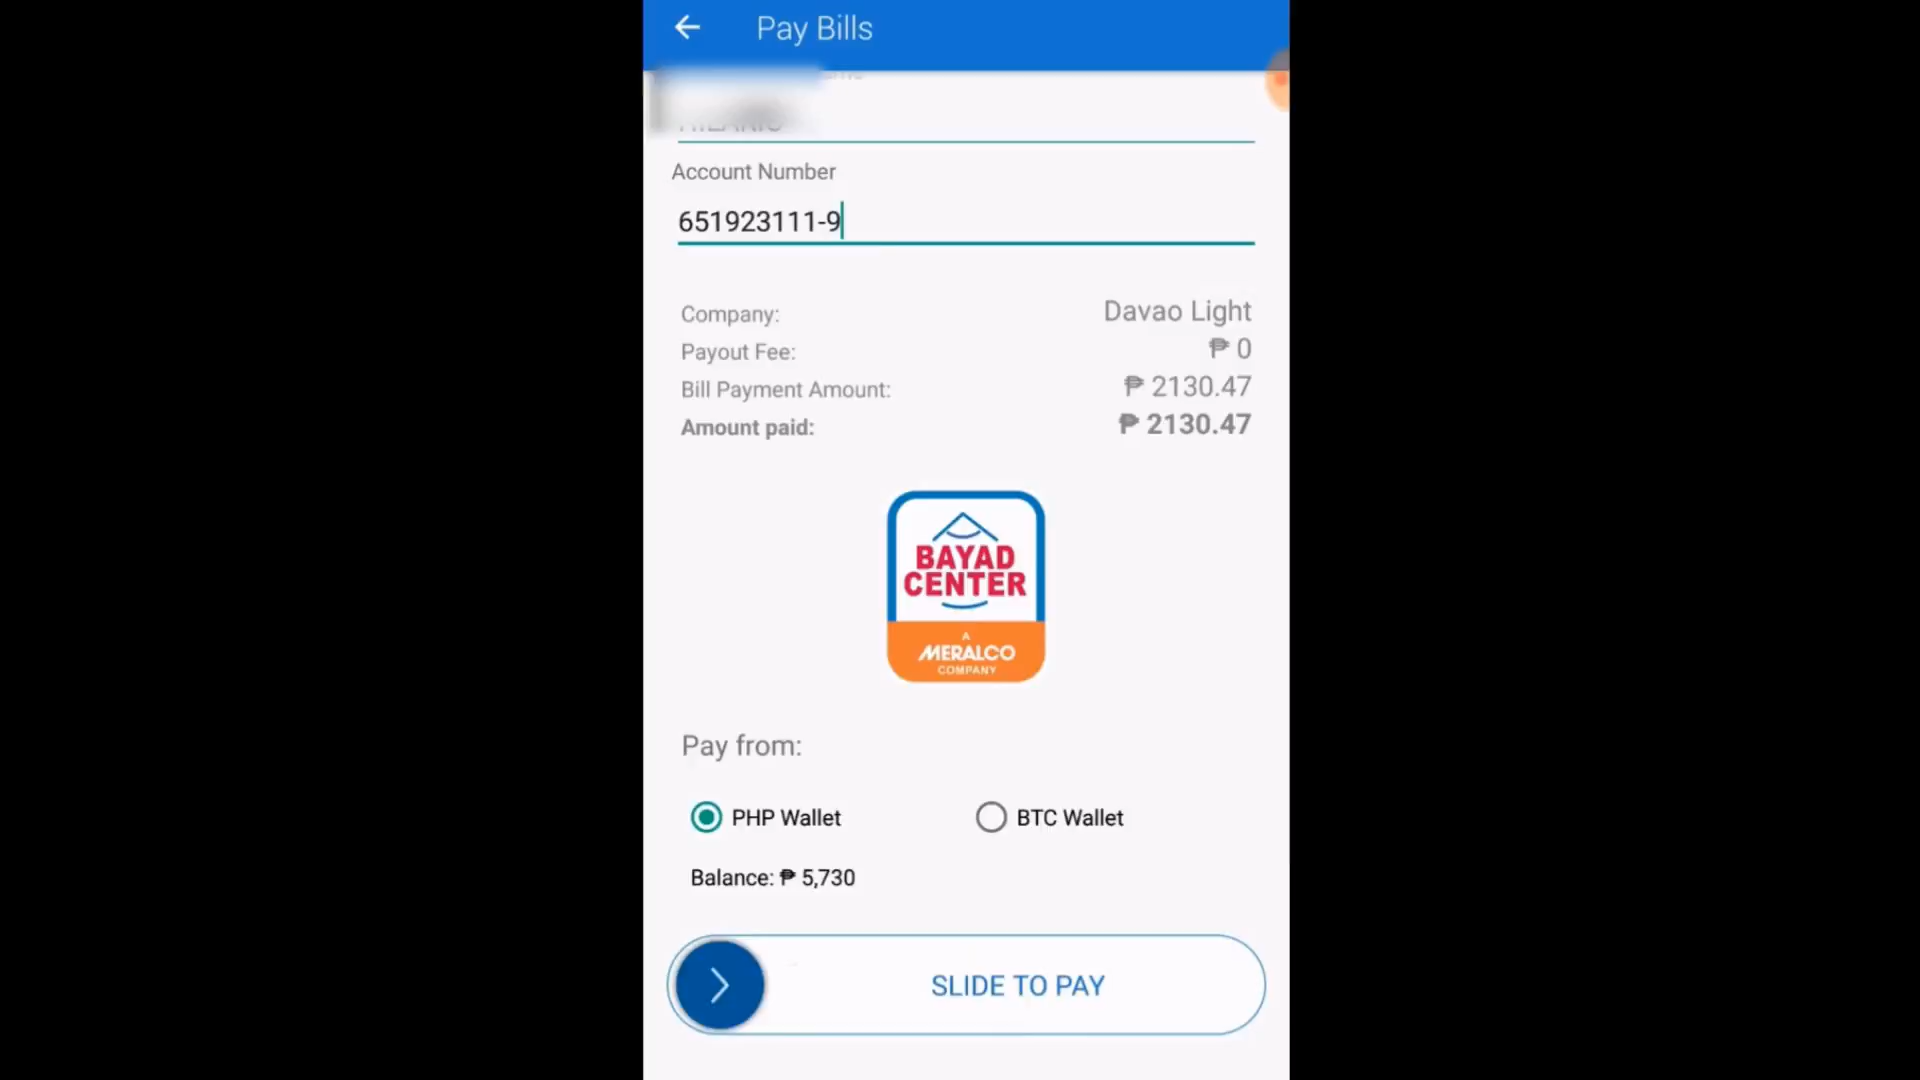 Pay Bills
Account Number
651923111-9
Company: Davao Light
Payout Fee: ₱ 0
Bill Payment Amount: ₱ 2130.47
Amount paid: ₱ 2130.47
BAYAD
CENTER
A
MERALCO
COMPANY
Pay from:
PHP Wallet BTC Wallet
Balance: ₱ 5,730
SLIDE TO PAY